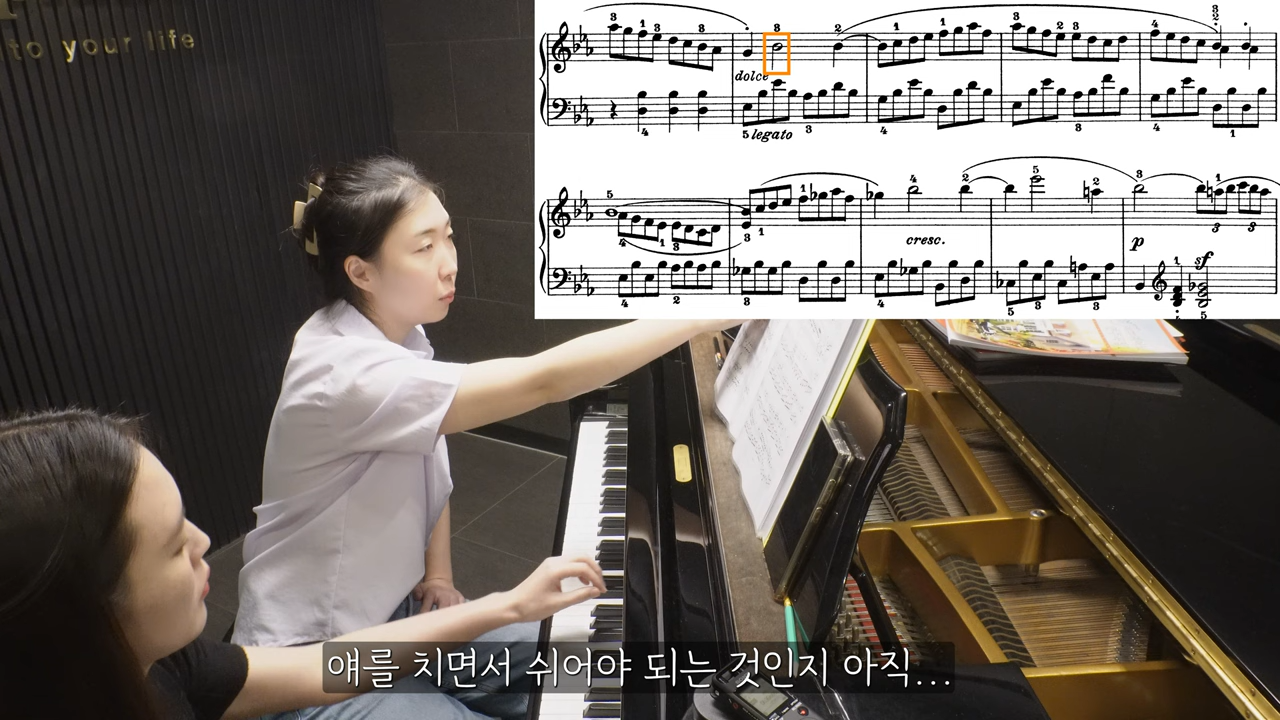 to your life
dolce
legato
cresc.
p
sf
얘를 치면서 쉬어야 되는 것인지 아직...